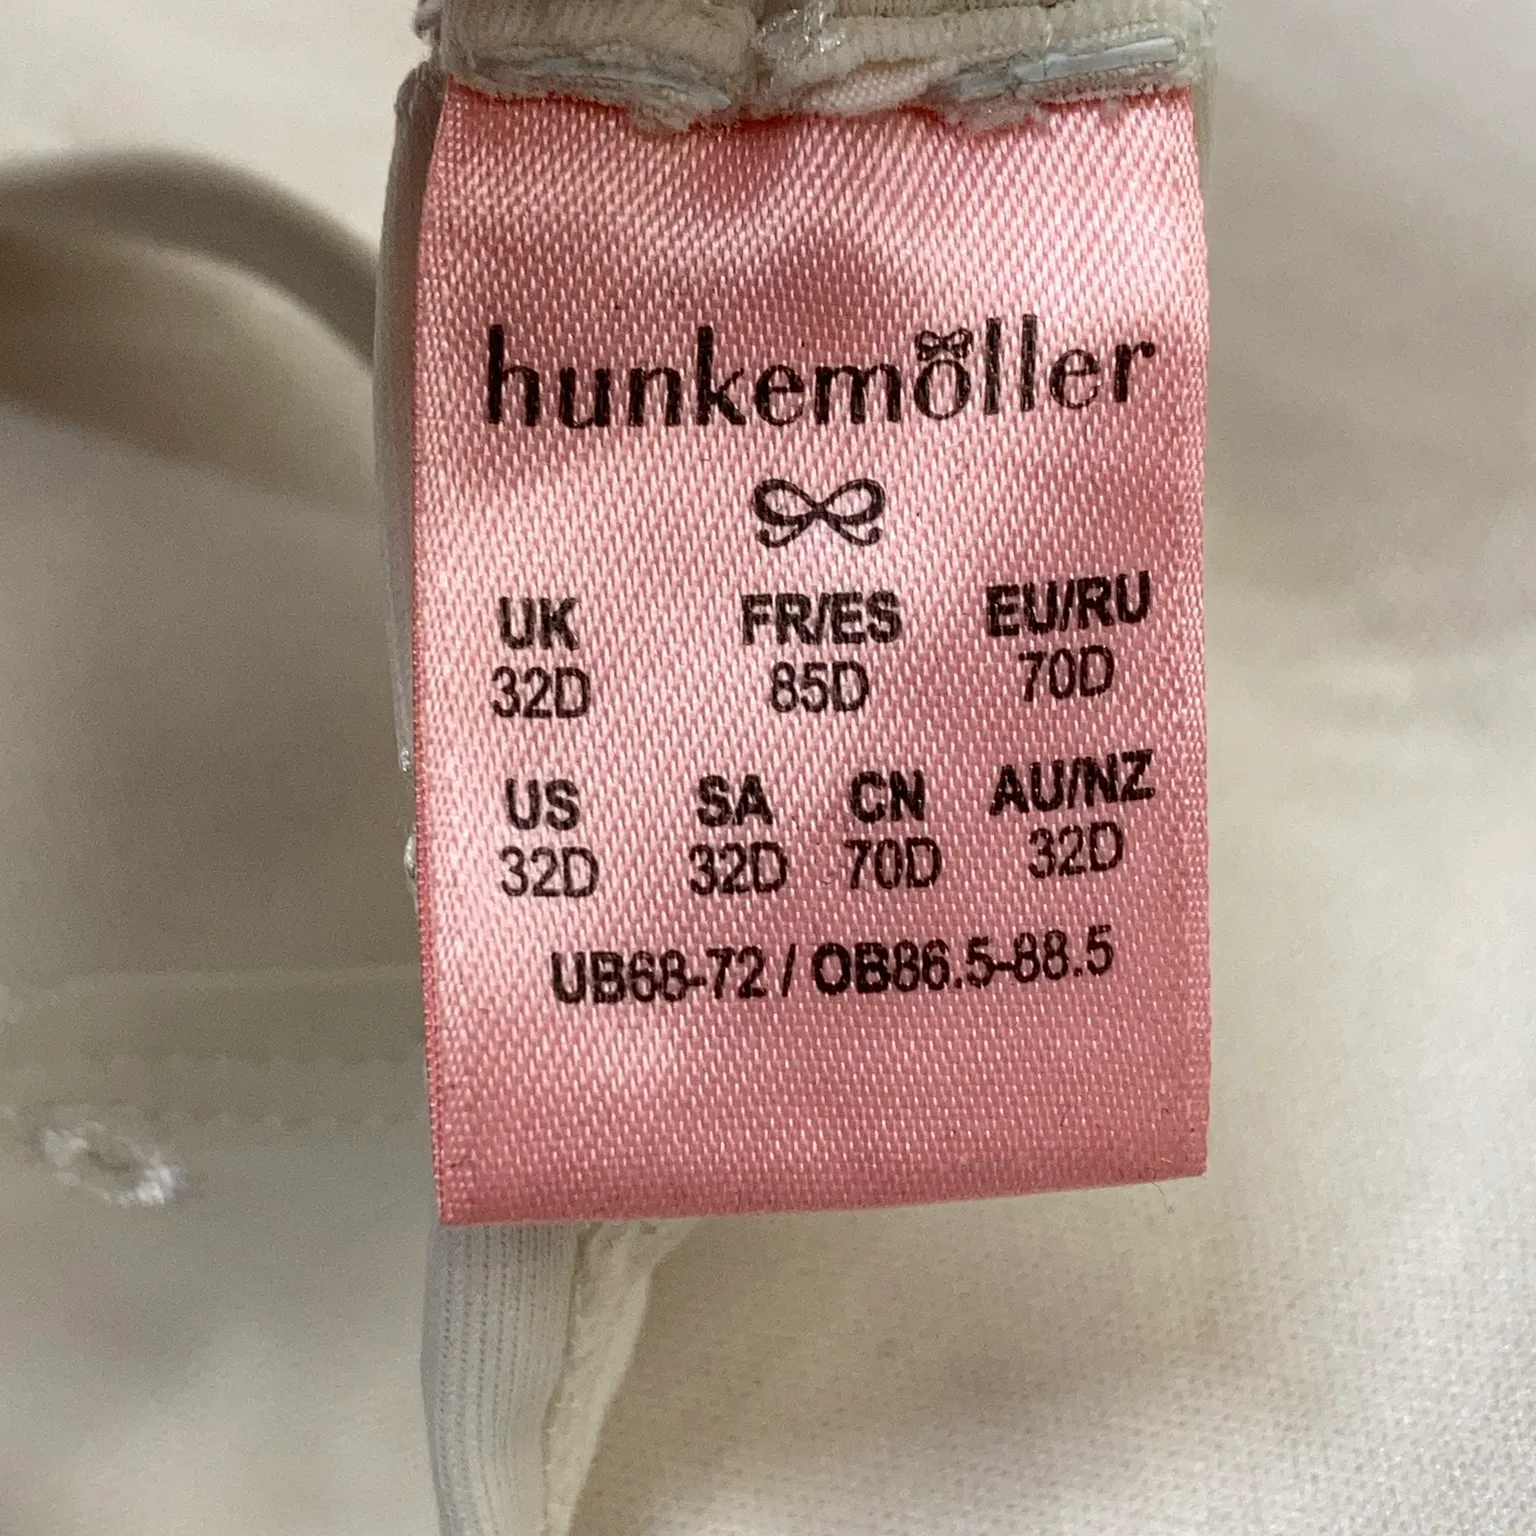 hunkemöller
UK FR/ES EU/RU
32D 85D 70D
US SA CN AU/NZ
32D 32D 70D 32D
UB68-72 / OB86.5-88.5